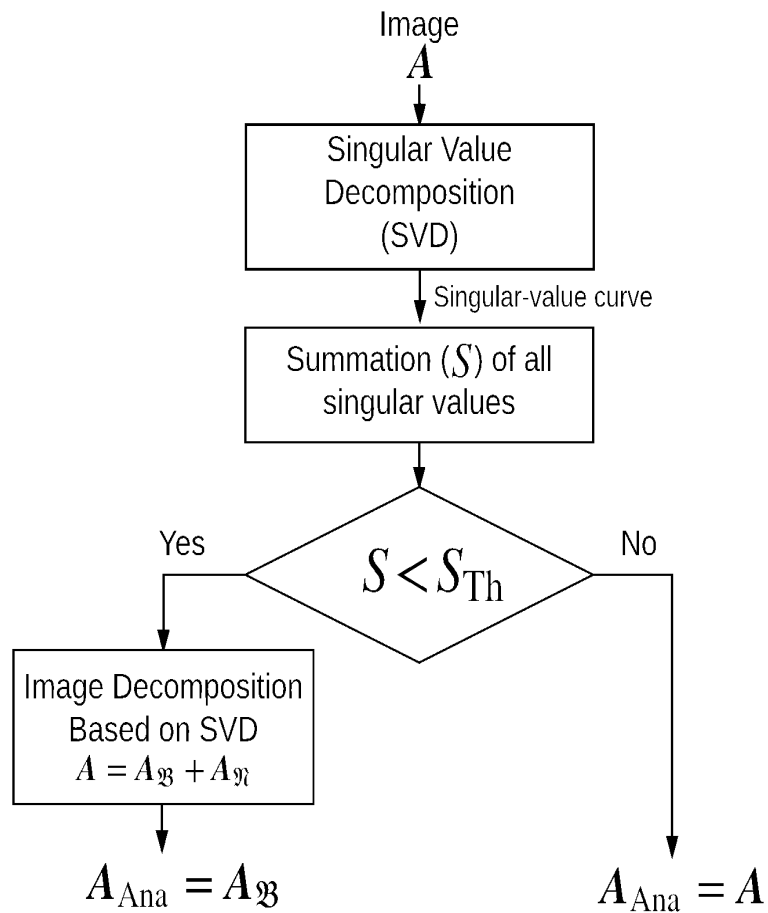 Image
A
Singular Value
Decomposition
(SVD)
Singular-value curve
Summation (S) of all
singular values
Yes
No
S < S_Th
Image Decomposition
Based on SVD
A = A_𝔅 + A_𝔑
A_Ana = A_𝔅
A_Ana = A